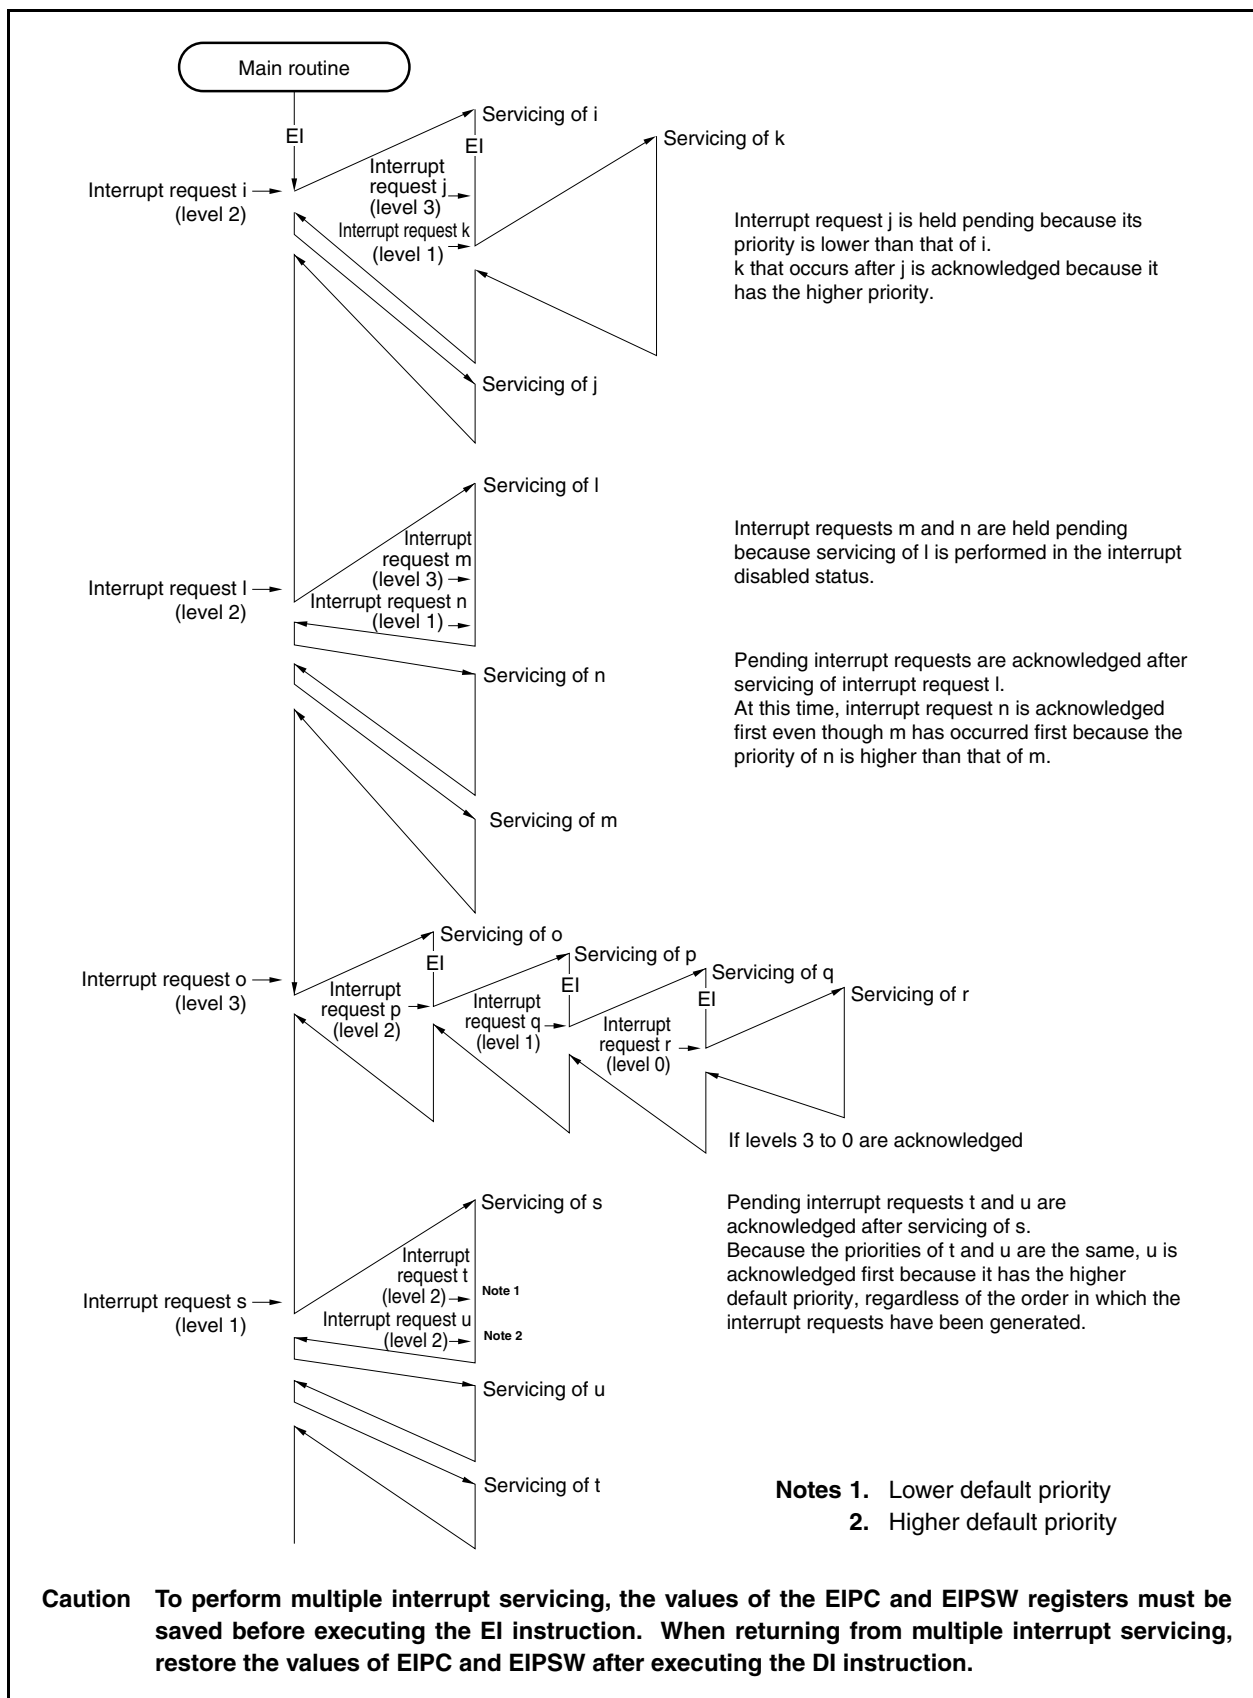 Main routine
EI
Servicing of i
EI
Servicing of k
Interrupt request i
(level 2)
Interrupt
request j
(level 3)
Interrupt request k
(level 1)
Interrupt request j is held pending because its
priority is lower than that of i.
k that occurs after j is acknowledged because it
has the higher priority.
Servicing of j
Servicing of l
Interrupt request l
(level 2)
Interrupt
request m
(level 3)
Interrupt request n
(level 1)
Interrupt requests m and n are held pending
because servicing of l is performed in the interrupt
disabled status.
Servicing of n
Pending interrupt requests are acknowledged after
servicing of interrupt request l.
At this time, interrupt request n is acknowledged
first even though m has occurred first because the
priority of n is higher than that of m.
Servicing of m
Interrupt request o
(level 3)
Servicing of o
EI
Interrupt
request p
(level 2)
Servicing of p
EI
Interrupt
request q
(level 1)
Servicing of q
EI
Interrupt
request r
(level 0)
Servicing of r
If levels 3 to 0 are acknowledged
Servicing of s
Interrupt request s
(level 1)
Interrupt
request t
(level 2)
Note 1
Interrupt request u
(level 2)
Note 2
Pending interrupt requests t and u are
acknowledged after servicing of s.
Because the priorities of t and u are the same, u is
acknowledged first because it has the higher
default priority, regardless of the order in which the
interrupt requests have been generated.
Servicing of u
Servicing of t
Notes 1. Lower default priority
2. Higher default priority
Caution To perform multiple interrupt servicing, the values of the EIPC and EIPSW registers must be
saved before executing the EI instruction. When returning from multiple interrupt servicing,
restore the values of EIPC and EIPSW after executing the DI instruction.